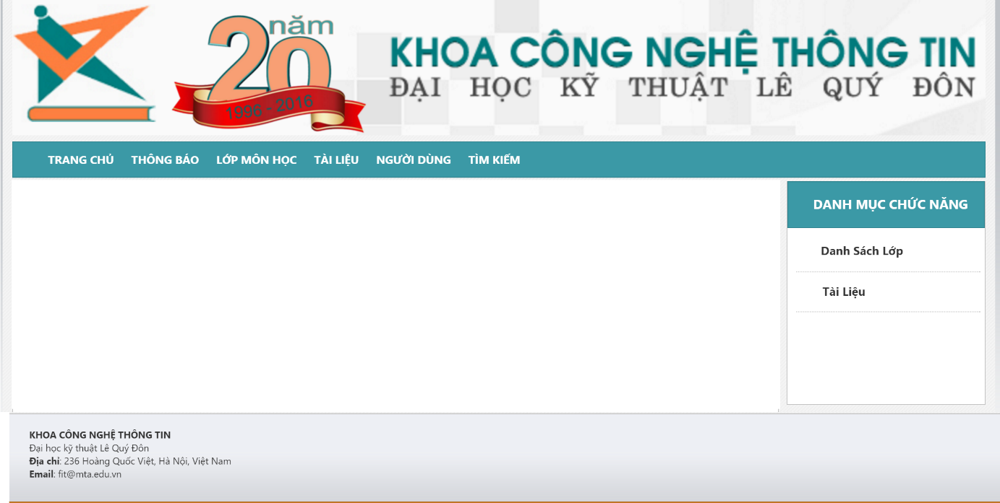 20 năm
1996 - 2016
KHOA CÔNG NGHỆ THÔNG TIN
ĐẠI HỌC KỸ THUẬT LÊ QUÝ ĐÔN
TRANG CHỦ THÔNG BÁO LỚP MÔN HỌC TÀI LIỆU NGƯỜI DÙNG TÌM KIẾM
DANH MỤC CHỨC NĂNG
Danh Sách Lớp
Tài Liệu
KHOA CÔNG NGHỆ THÔNG TIN
Đại học kỹ thuật Lê Quý Đôn
Địa chỉ: 236 Hoàng Quốc Việt, Hà Nội, Việt Nam
Email: fit@mta.edu.vn